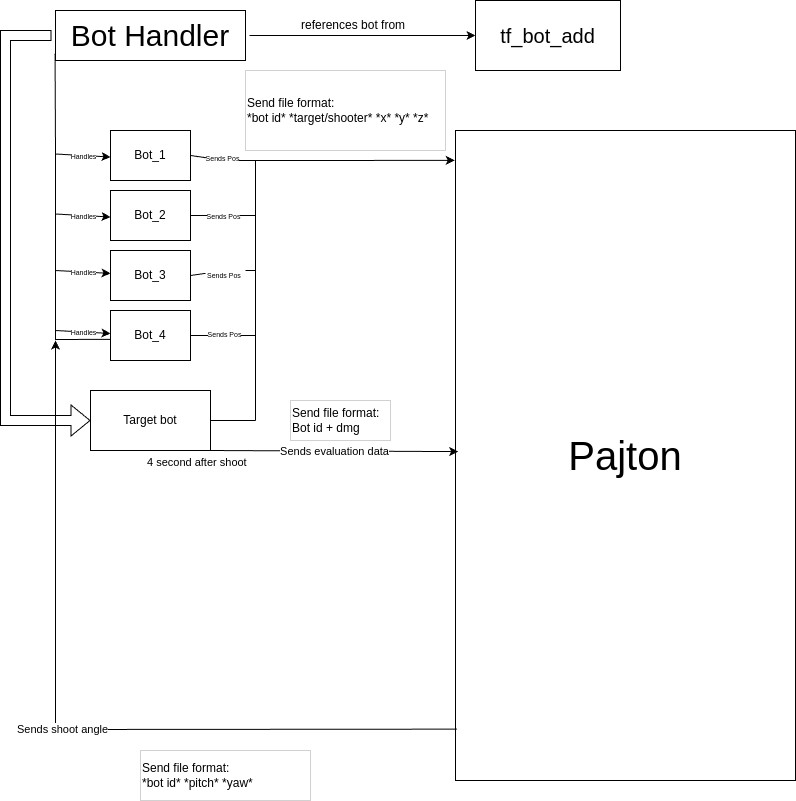 Bot Handler
references bot from
tf_bot_add
Send file format:
*bot id* *target/shooter* *x* *y* *z*
Handles
Bot_1
Sends Pos
Handles
Bot_2
Sends Pos
Handles
Bot_3
Sends Pos
Handles
Bot_4
Sends Pos
Target bot
Send file format:
Bot id + dmg
Sends evaluation data
4 second after shoot
Pajton
Sends shoot angle
Send file format:
*bot id* *pitch* *yaw*